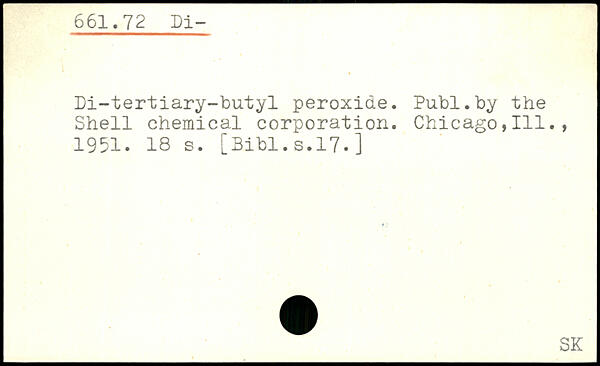 661.72 Di-
Di-tertiary-butyl peroxide. Publ.by the
Shell chemical corporation. Chicago,Ill.,
1951. 18 s. [Bibl.s.17.]
SK